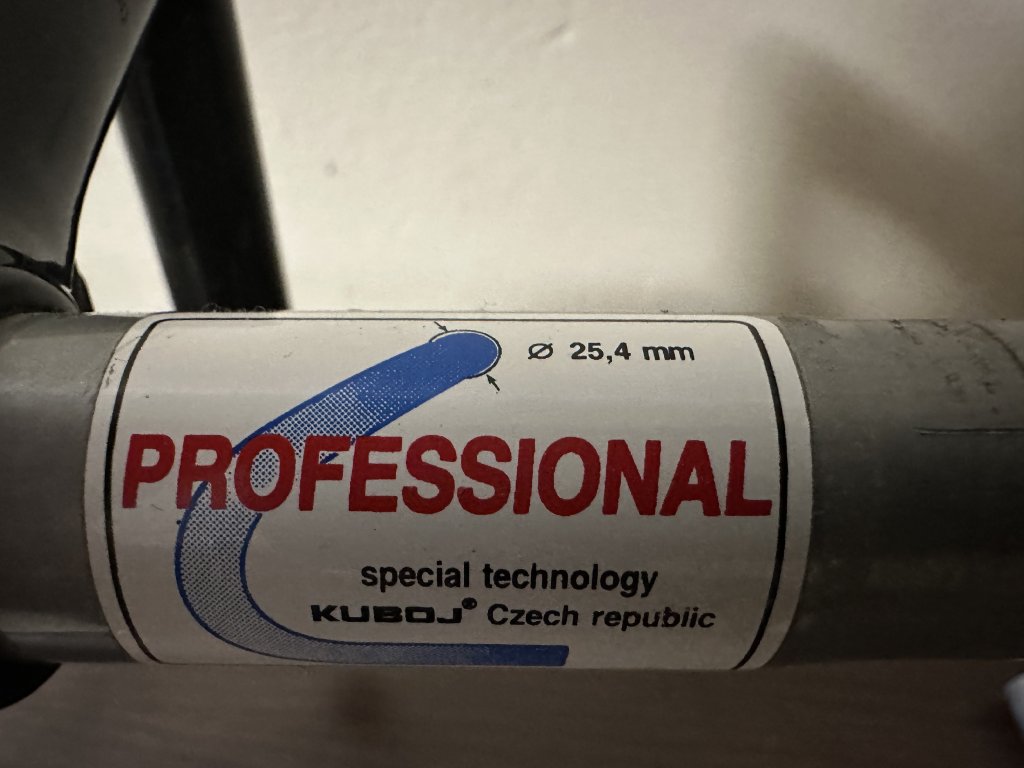 Ø 25,4 mm
PROFESSIONAL
special technology
KUBOJ® Czech republic